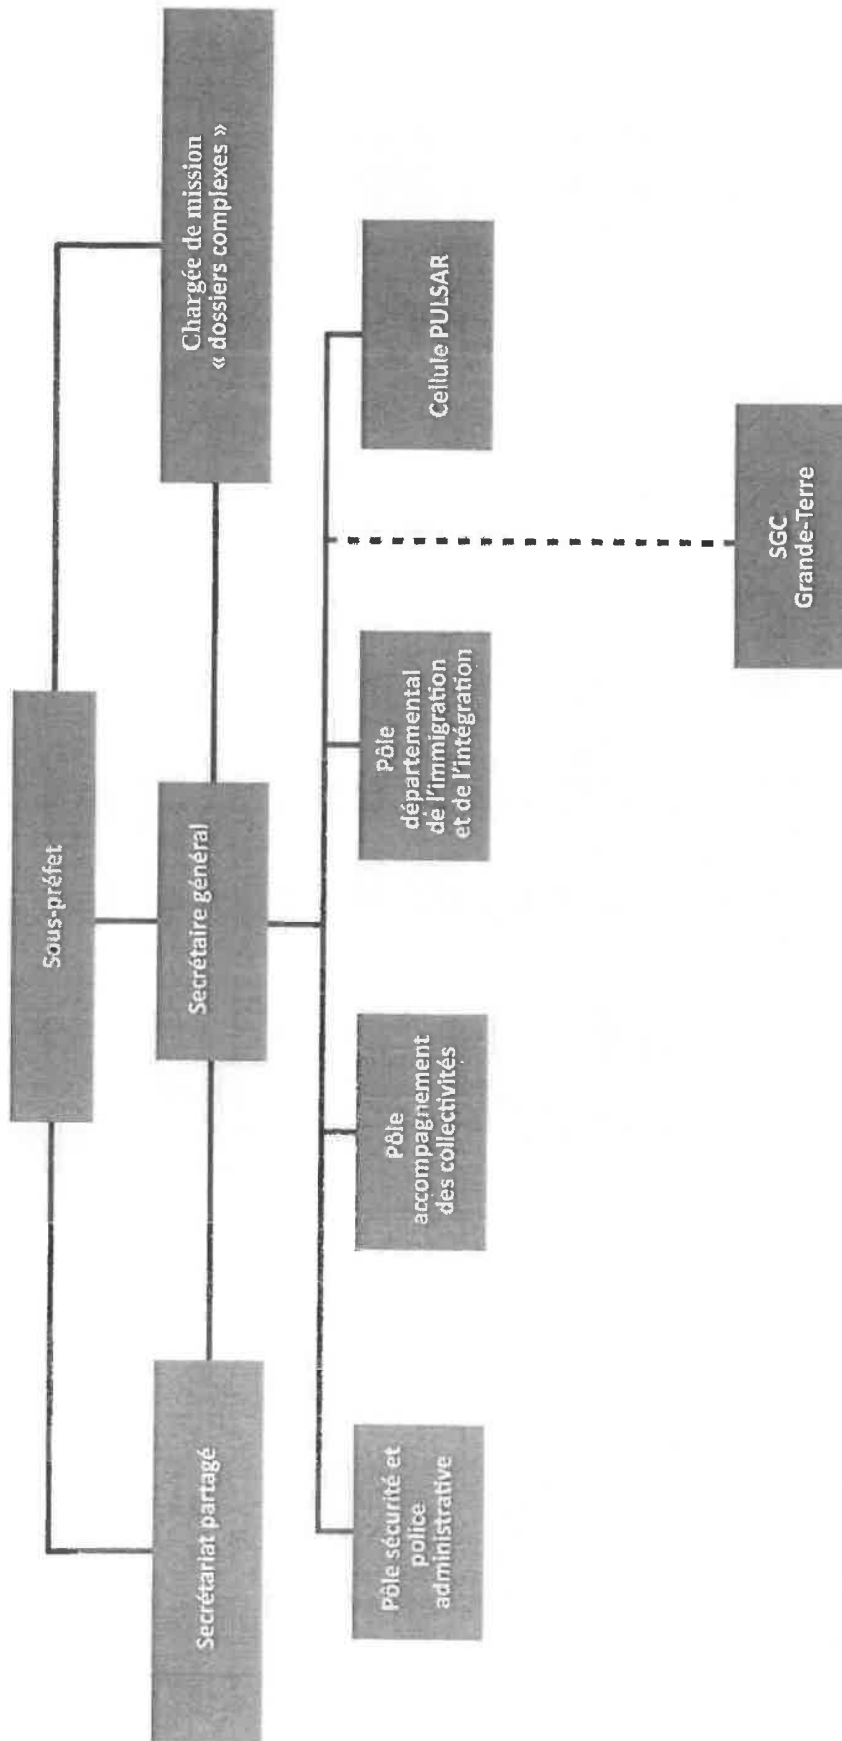 Sous-préfet
Secrétariat partagé
Secrétaire général
Chargée de mission
« dossiers complexes »
Pôle sécurité et
police
administrative
Pôle
accompagnement
des collectivités
Pôle
départemental
de l'immigration
et de l'intégration
Cellule PULSAR
SGC
Grande-Terre